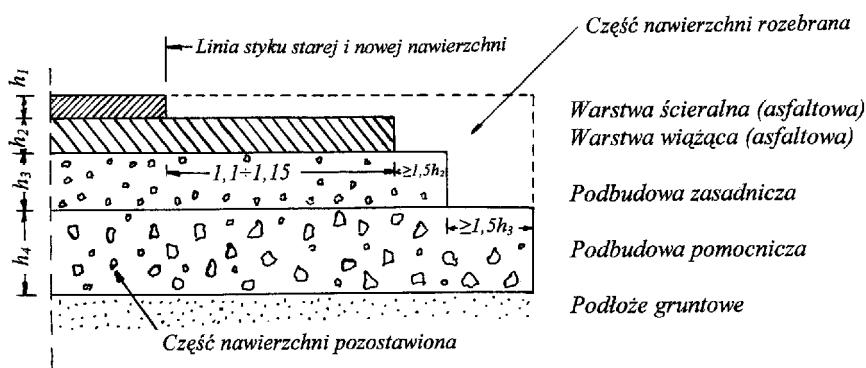 Linia styku starej i nowej nawierzchni
Część nawierzchni rozebrana
h₁
h₂
h₃
h₄
Warstwa ścieralna (asfaltowa)
Warstwa wiążąca (asfaltowa)
1,1÷1,15
≥1,5h₂
Podbudowa zasadnicza
≥1,5h₃
Podbudowa pomocnicza
Podłoże gruntowe
Część nawierzchni pozostawiona